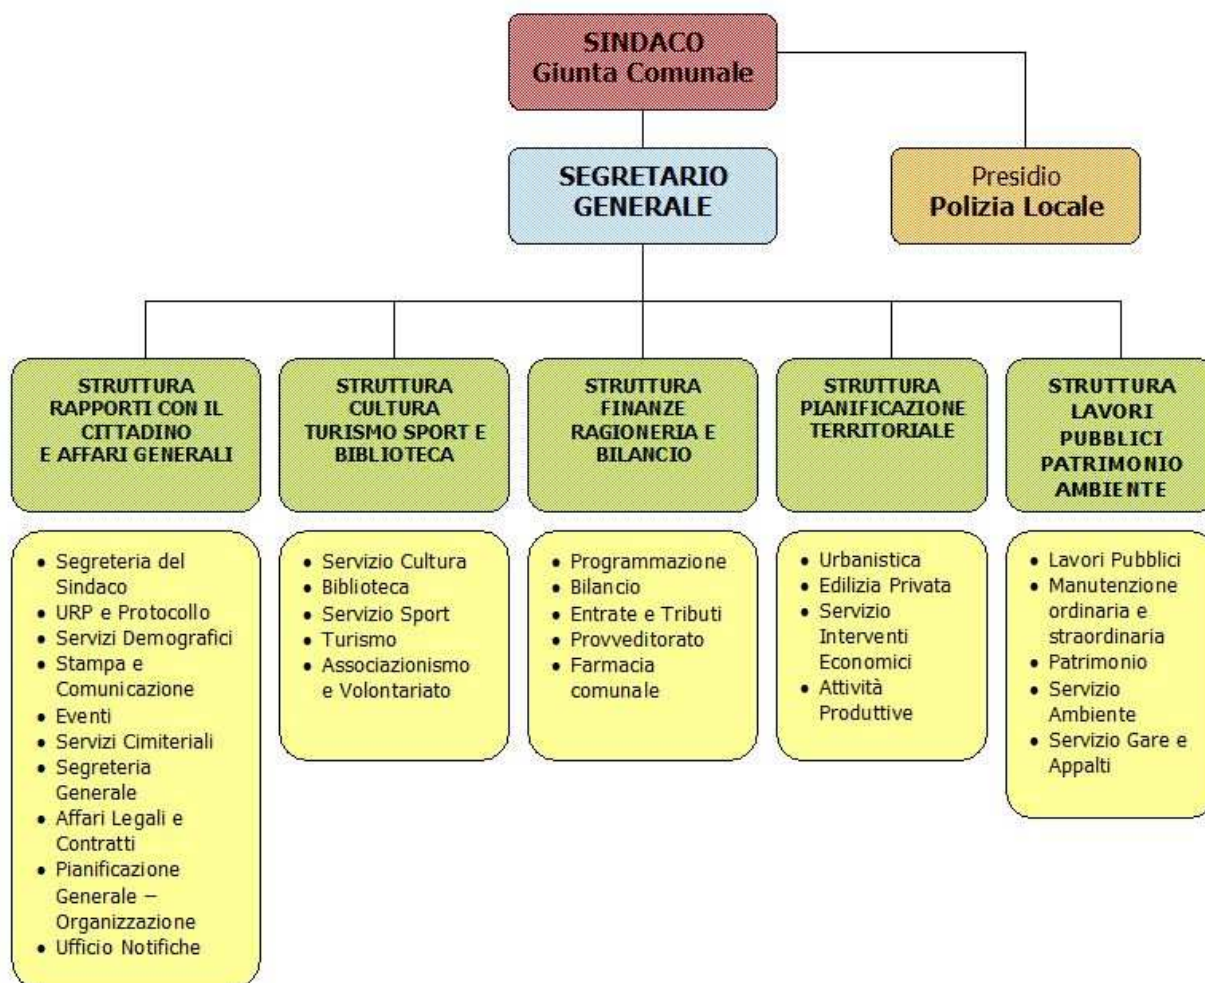 SINDACO
Giunta Comunale
SEGRETARIO
GENERALE
Presidio
Polizia Locale
STRUTTURA
RAPPORTI CON IL
CITTADINO
E AFFARI GENERALI
STRUTTURA
CULTURA
TURISMO SPORT E
BIBLIOTECA
STRUTTURA
FINANZE
RAGIONERIA E
BILANCIO
STRUTTURA
PIANIFICAZIONE
TERRITORIALE
STRUTTURA
LAVORI
PUBBLICI
PATRIMONIO
AMBIENTE
• Segreteria del
Sindaco
• URP e Protocollo
• Servizi Demografici
• Stampa e
Comunicazione
• Eventi
• Servizi Cimiteriali
• Segreteria
Generale
• Affari Legali e
Contratti
• Pianificazione
Generale –
Organizzazione
• Ufficio Notifiche
• Servizio Cultura
• Biblioteca
• Servizio Sport
• Turismo
• Associazionismo
e Volontariato
• Programmazione
• Bilancio
• Entrate e Tributi
• Provveditorato
• Farmacia
comunale
• Urbanistica
• Edilizia Privata
• Servizio
Interventi
Economici
• Attività
Produttive
• Lavori Pubblici
• Manutenzione
ordinaria e
straordinaria
• Patrimonio
• Servizio
Ambiente
• Servizio Gare e
Appalti